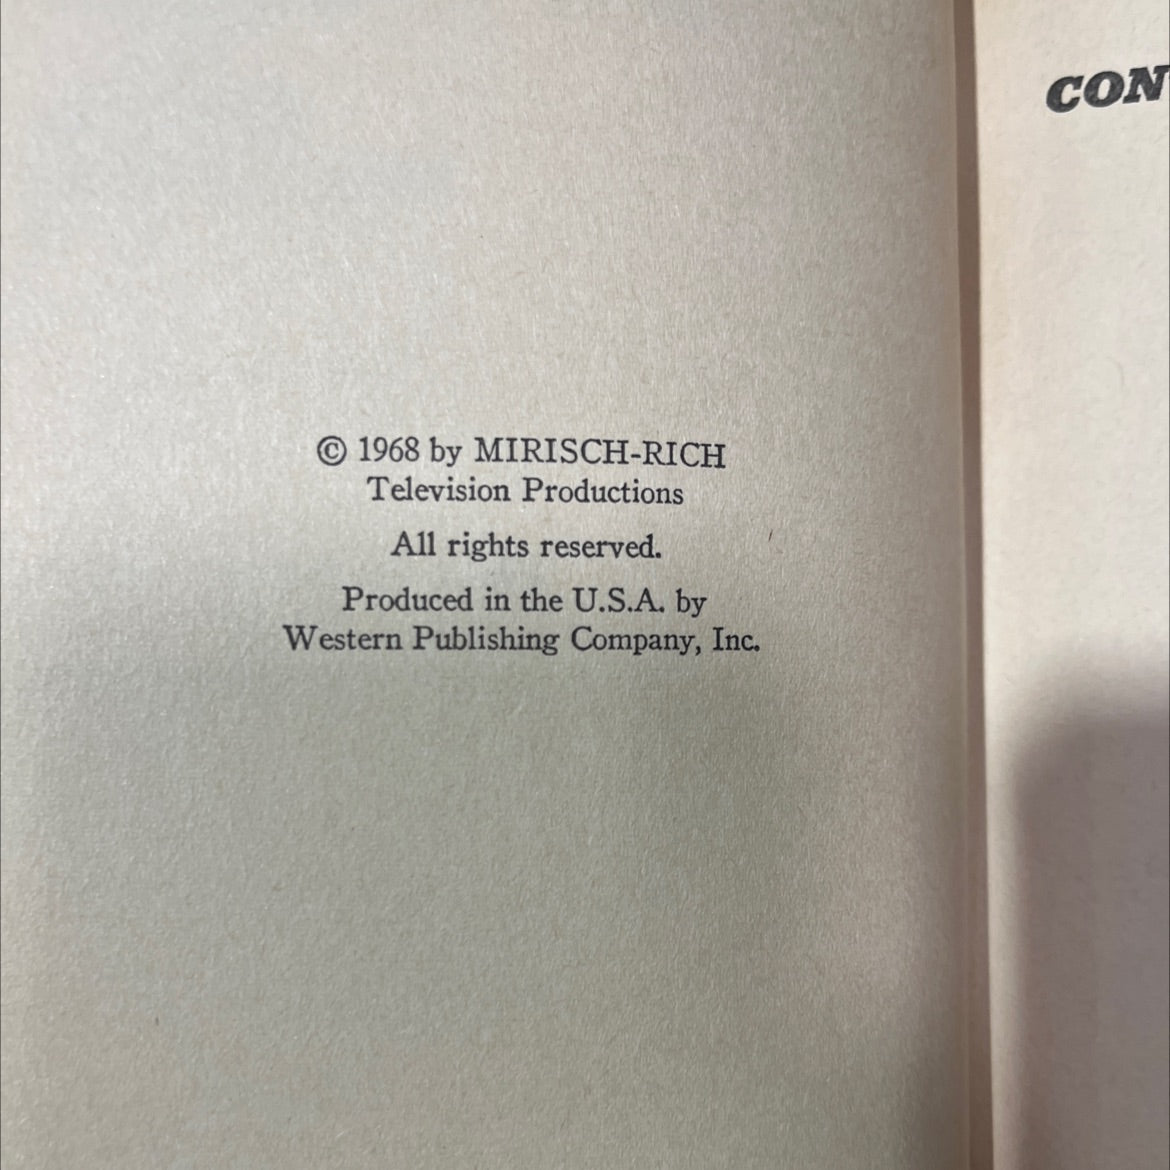 © 1968 by MIRISCH-RICH
Television Productions
All rights reserved.
Produced in the U.S.A. by
Western Publishing Company, Inc.
CON